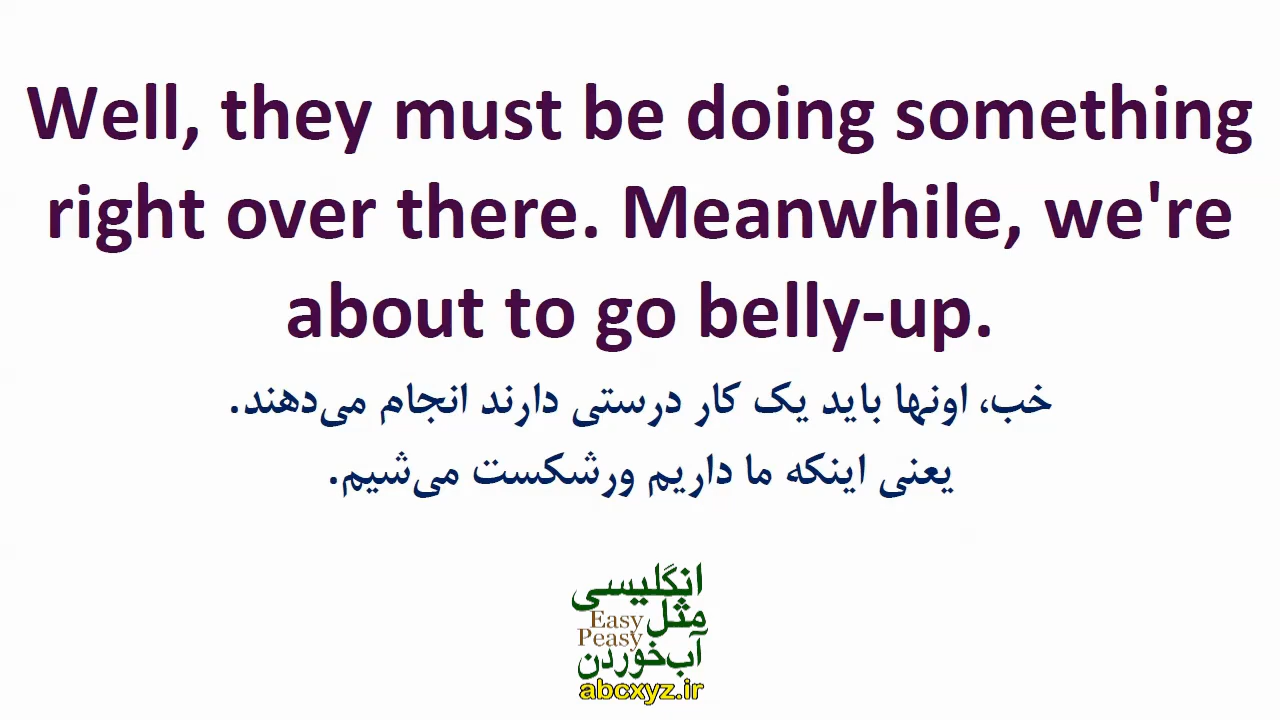 Well, they must be doing something
right over there. Meanwhile, we're
about to go belly-up.
خب، اونها باید یک کار درستی دارند انجام می‌دهند.
یعنی اینکه ما داریم ورشکست می‌شیم.
انگلیسی
مثل
Easy
Peasy
آب‌خوردن
abcxyz.ir